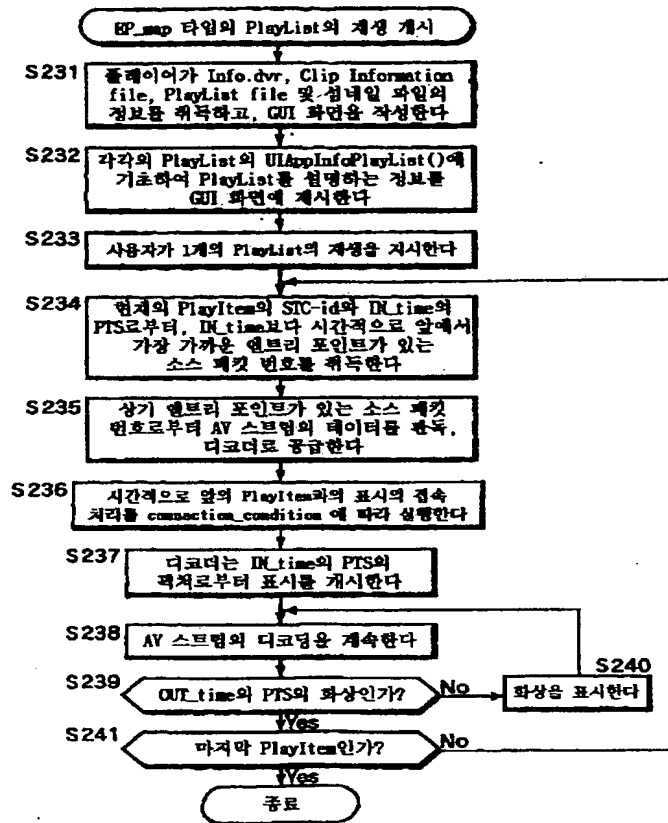 EP_map 타입의 PlayList의 재생 개시
S231
플레이어가 Info.dvr, Clip Information
file, PlayList file 및 섬네일 파일의
정보를 취득하고, GUI 화면을 작성한다
S232
각각의 PlayList의 UIAppInfoPlayList()에
기초하여 PlayList를 설명하는 정보를
GUI 화면에 제시한다
S233
사용자가 1개의 PlayList의 재생을 지시한다
S234
현재의 PlayItem의 STC-id와 IN_time의
PTS로부터, IN_time보다 시간적으로 앞에서
가장 가까운 엔트리 포인트가 있는
소스 패킷 번호를 취득한다
S235
상기 엔트리 포인트가 있는 소스 패킷
번호로부터 AV 스트림의 데이터를 판독,
디코더로 공급한다
S236
시간적으로 앞의 PlayItem과의 표시의 접속
처리를 connection_condition 에 따라 실행한다
S237
디코더는 IN_time의 PTS의
픽처로부터 표시를 개시한다
S238
AV 스트림의 디코딩을 계속한다
S239
OUT_time의 PTS의 화상인가?
No
S240
화상을 표시한다
Yes
S241
마지막 PlayItem인가?
No
Yes
종료